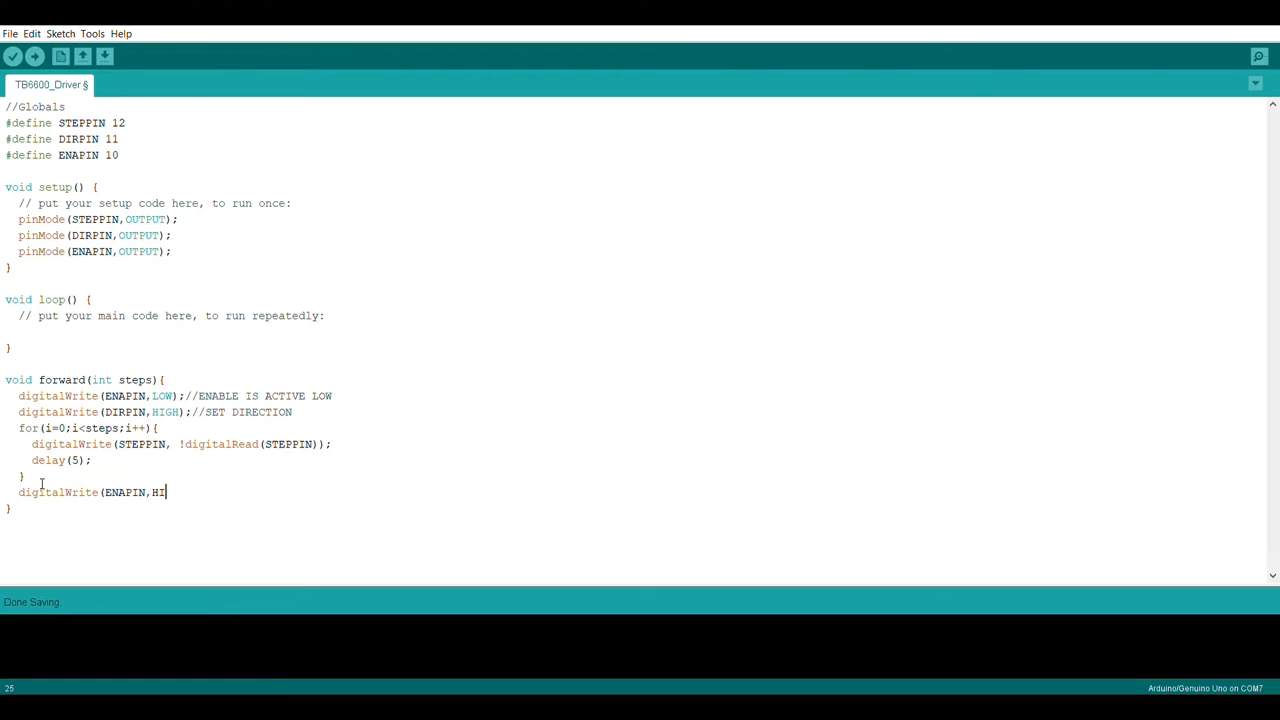 File Edit Sketch Tools Help
TB6600_Driver §
//Globals
#define STEPPIN 12
#define DIRPIN 11
#define ENAPIN 10
void setup() {
// put your setup code here, to run once:
pinMode(STEPPIN,OUTPUT);
pinMode(DIRPIN,OUTPUT);
pinMode(ENAPIN,OUTPUT);
}
void loop() {
// put your main code here, to run repeatedly:
}
void forward(int steps){
digitalWrite(ENAPIN,LOW);//ENABLE IS ACTIVE LOW
digitalWrite(DIRPIN,HIGH);//SET DIRECTION
for(i=0;i<steps;i++){
digitalWrite(STEPPIN, !digitalRead(STEPPIN));
delay(5);
}
digitalWrite(ENAPIN,HI
}
Done Saving.
25
Arduino/Genuino Uno on COM7